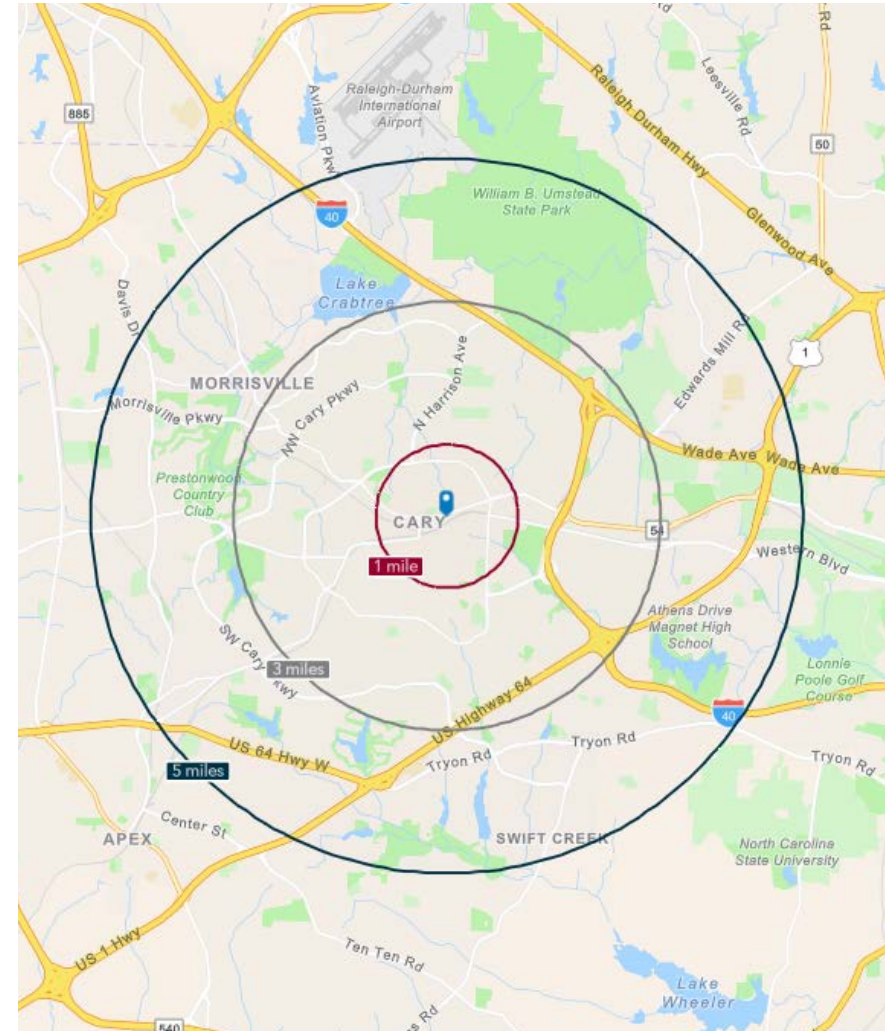 Rd
Rd
885
Aviation Pkwy
Raleigh-Durham
International
Airport
Raleigh Durham Hwy
Leesville Rd
50
William B. Umstead
State Park
Glenwood Ave
40
Lake
Crabtree
Davis Dr
N Harrison Ave
Edwards Mill Rd
1
MORRISVILLE
Morrisville Pkwy
NW Cary Pkwy
Wade Ave
Wade Ave
Prestonwood
Country
Club
CARY
54
Western Blvd
1 mile
Athens Drive
Magnet High
School
SW Cary Pkwy
3 miles
Lonnie
Poole Golf
Course
US Highway 64
40
US 64 Hwy W
Tryon Rd
Tryon Rd
Tryon Rd
5 miles
Center St
APEX
SWIFT CREEK
North Carolina
State University
US 1 Hwy
Ten Ten Rd
Lake
Wheeler
s Rd
540